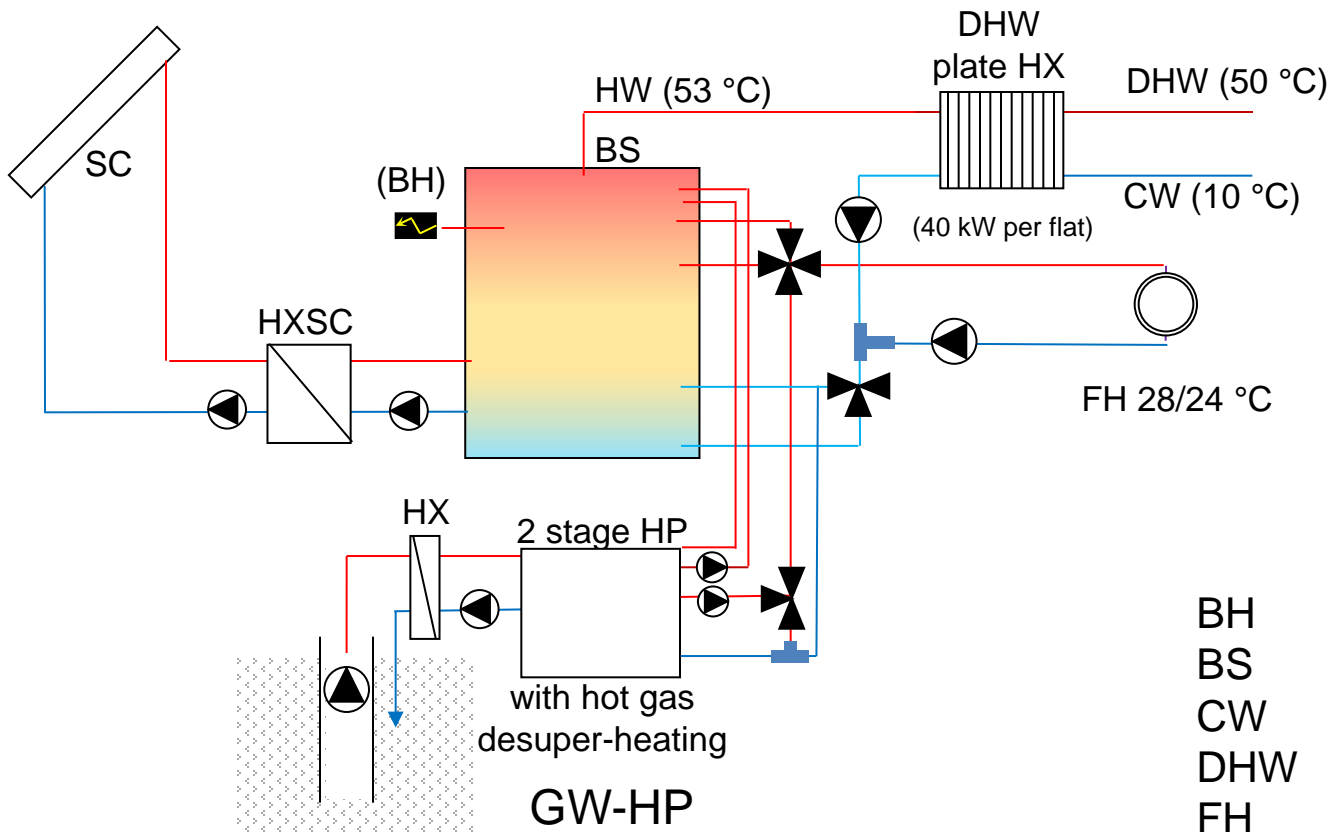 DHW
plate HX
HW (53 °C)
DHW (50 °C)
SC
BS
(BH)
CW (10 °C)
(40 kW per flat)
HXSC
FH 28/24 °C
HX
2 stage HP
with hot gas
desuper-heating
GW-HP
BH
BS
CW
DHW
FH